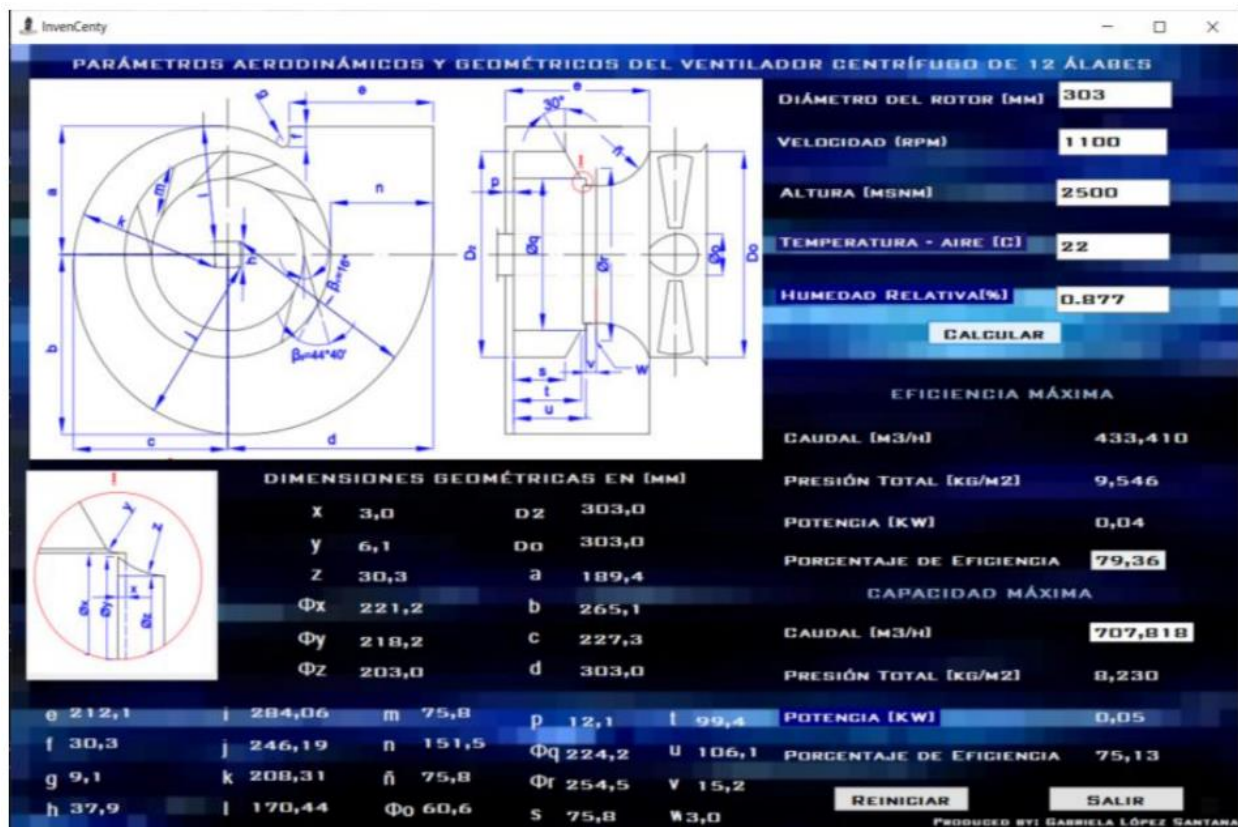 InvenCenty
PARÁMETROS AERODINÁMICOS Y GEOMÉTRICOS DEL VENTILADOR CENTRÍFUGO DE 12 ÁLABES
DIÁMETRO DEL ROTOR [MM] 303
VELOCIDAD (RPM) 1100
ALTURA [MSNM] 2500
TEMPERATURA - AIRE [C] 22
HUMEDAD RELATIVA[%] 0.877
CALCULAR
p e f a m i n k h β₁=16° b j β₂=44°40' c d
e 30° ñ I p D₂ Øq Ør Øo Do s v w t u
EFICIENCIA MÁXIMA
CAUDAL [M3/H] 433,410
PRESIÓN TOTAL [KG/M2] 9,546
POTENCIA [KW] 0,04
PORCENTAJE DE EFICIENCIA 79,36
CAPACIDAD MÁXIMA
CAUDAL [M3/H] 707,818
PRESIÓN TOTAL [KG/M2] 8,230
POTENCIA [KW] 0,05
PORCENTAJE DE EFICIENCIA 75,13
I y z Øx Øy x Øz
DIMENSIONES GEOMÉTRICAS EN [MM]
x 3,0 D2 303,0
y 6,1 Do 303,0
z 30,3 a 189,4
Φx 221,2 b 265,1
Φy 218,2 c 227,3
Φz 203,0 d 303,0
e 212,1 i 284,06 m 75,8 p 12,1 t 99,4
f 30,3 j 246,19 n 151,5 Φq 224,2 u 106,1
g 9,1 k 208,31 ñ 75,8 Φr 254,5 v 15,2
h 37,9 l 170,44 Φo 60,6 s 75,8 w 3,0
REINICIAR SALIR
PRODUCED BY: GABRIELA LÓPEZ SANTANA